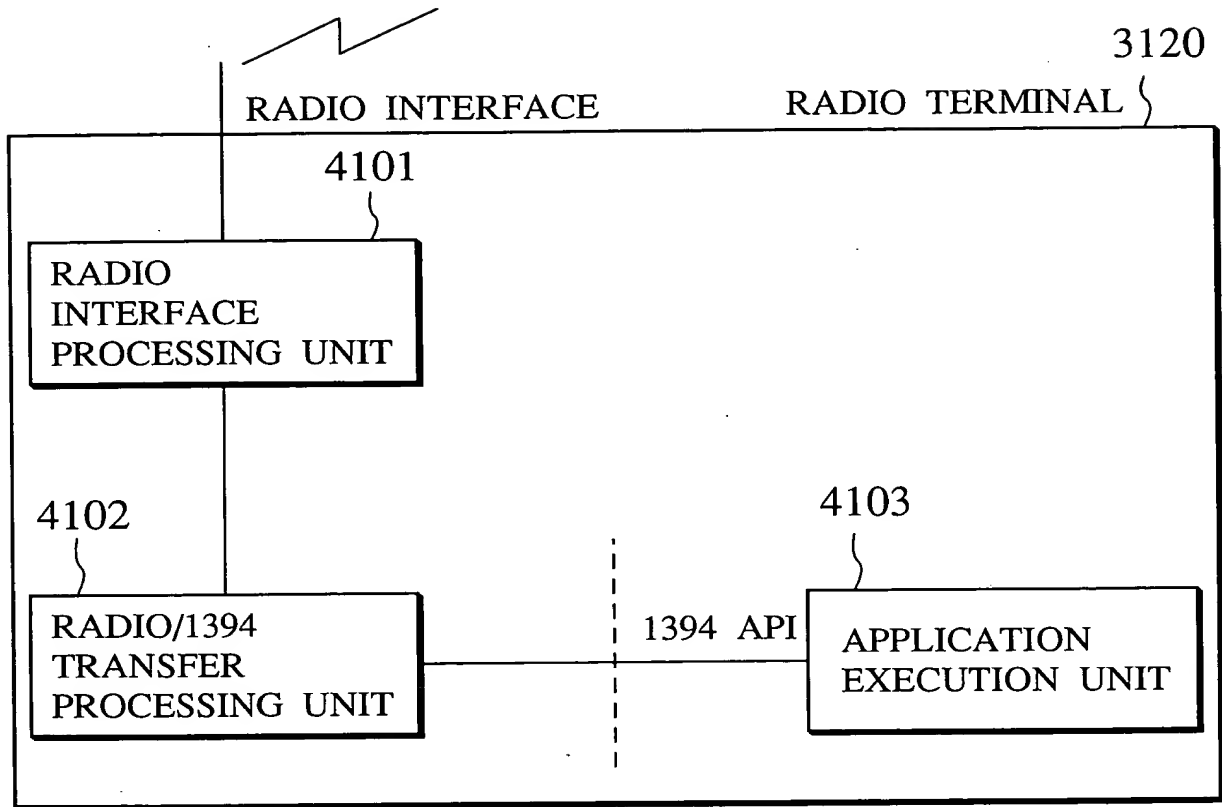 3120
RADIO INTERFACE
RADIO TERMINAL
4101
RADIO
INTERFACE
PROCESSING UNIT
4102
4103
RADIO/1394
TRANSFER
PROCESSING UNIT
1394 API
APPLICATION
EXECUTION UNIT